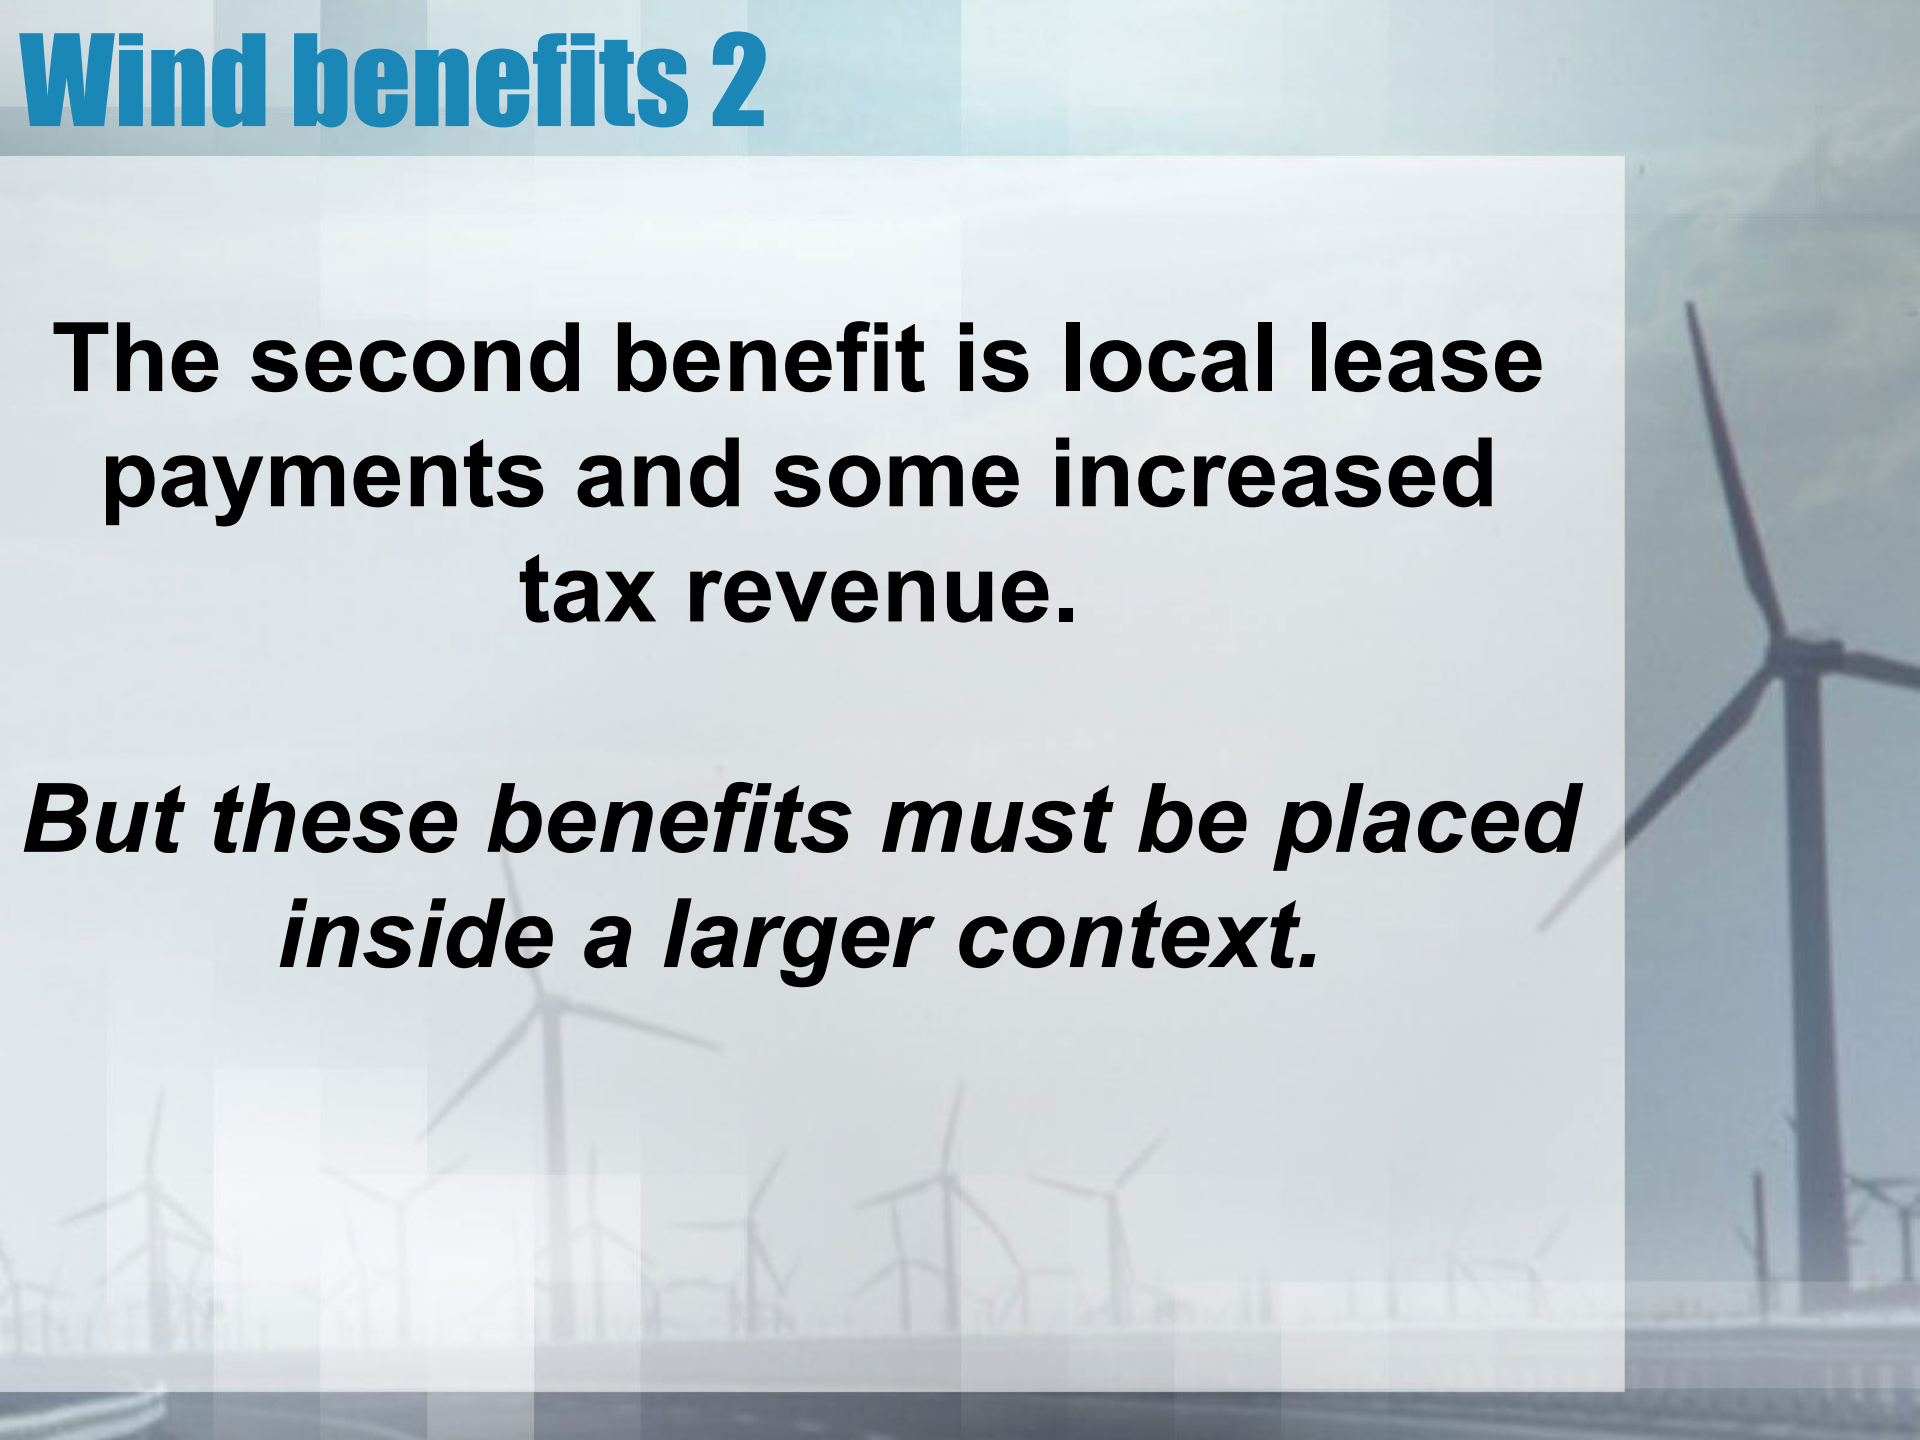 Wind benefits 2
The second benefit is local lease
payments and some increased
tax revenue.
But these benefits must be placed
inside a larger context.